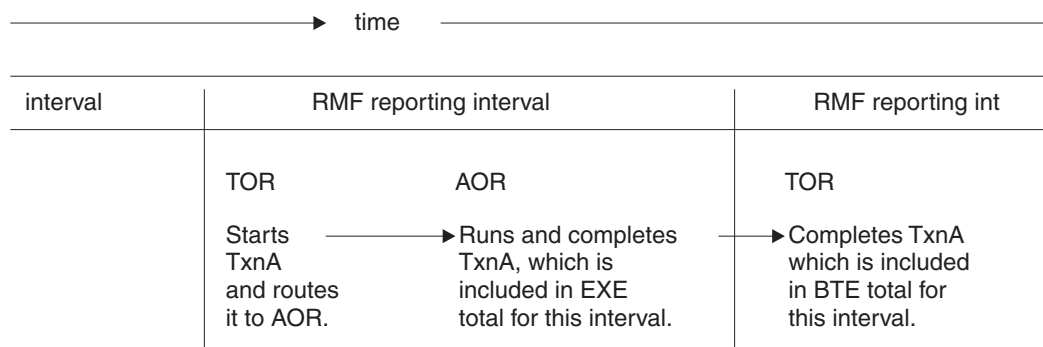 time
interval
RMF reporting interval
RMF reporting int
TOR
AOR
TOR
Starts
TxnA
and routes
it to AOR.
Runs and completes
TxnA, which is
included in EXE
total for this interval.
Completes TxnA
which is included
in BTE total for
this interval.